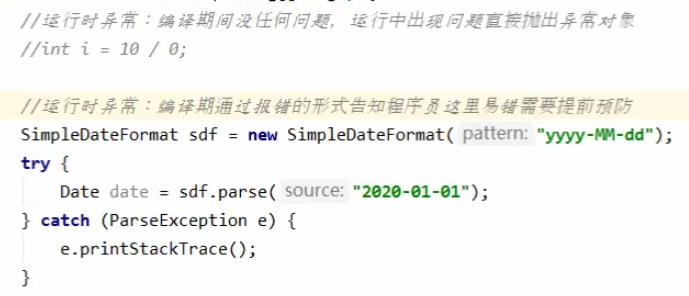 //运行时异常：编译期间没任何问题，运行中出现问题直接抛出异常对象
//int i = 10 / 0;
//运行时异常：编译期通过报错的形式告知程序员这里易错需要提前预防
SimpleDateFormat sdf = new SimpleDateFormat( pattern: "yyyy-MM-dd");
try {
Date date = sdf.parse( source: "2020-01-01");
} catch (ParseException e) {
e.printStackTrace();
}